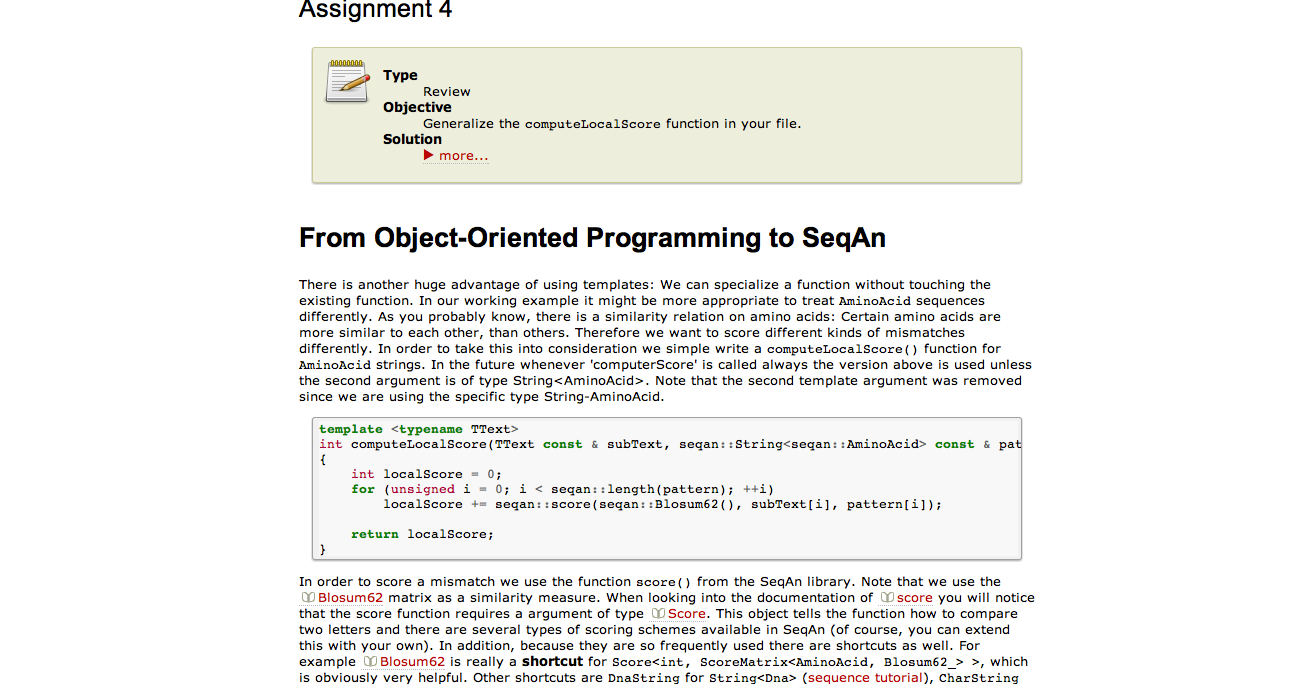 Assignment 4
Type
Review
Objective
Generalize the computeLocalScore function in your file.
Solution
more...
From Object-Oriented Programming to SeqAn
There is another huge advantage of using templates: We can specialize a function without touching the
existing function. In our working example it might be more appropriate to treat AminoAcid sequences
differently. As you probably know, there is a similarity relation on amino acids: Certain amino acids are
more similar to each other, than others. Therefore we want to score different kinds of mismatches
differently. In order to take this into consideration we simple write a computeLocalScore() function for
AminoAcid strings. In the future whenever 'computerScore' is called always the version above is used unless
the second argument is of type String<AminoAcid>. Note that the second template argument was removed
since we are using the specific type String-AminoAcid.
template <typename TText>
int computeLocalScore(TText const & subText, seqan::String<seqan::AminoAcid> const & pat
{
    int localScore = 0;
    for (unsigned i = 0; i < seqan::length(pattern); ++i)
        localScore += seqan::score(seqan::Blosum62(), subText[i], pattern[i]);
    return localScore;
}
In order to score a mismatch we use the function score() from the SeqAn library. Note that we use the
Blosum62 matrix as a similarity measure. When looking into the documentation of score you will notice
that the score function requires a argument of type Score. This object tells the function how to compare
two letters and there are several types of scoring schemes available in SeqAn (of course, you can extend
this with your own). In addition, because they are so frequently used there are shortcuts as well. For
example Blosum62 is really a shortcut for Score<int, ScoreMatrix<AminoAcid, Blosum62_> >, which
is obviously very helpful. Other shortcuts are DnaString for String<Dna> (sequence tutorial), CharString